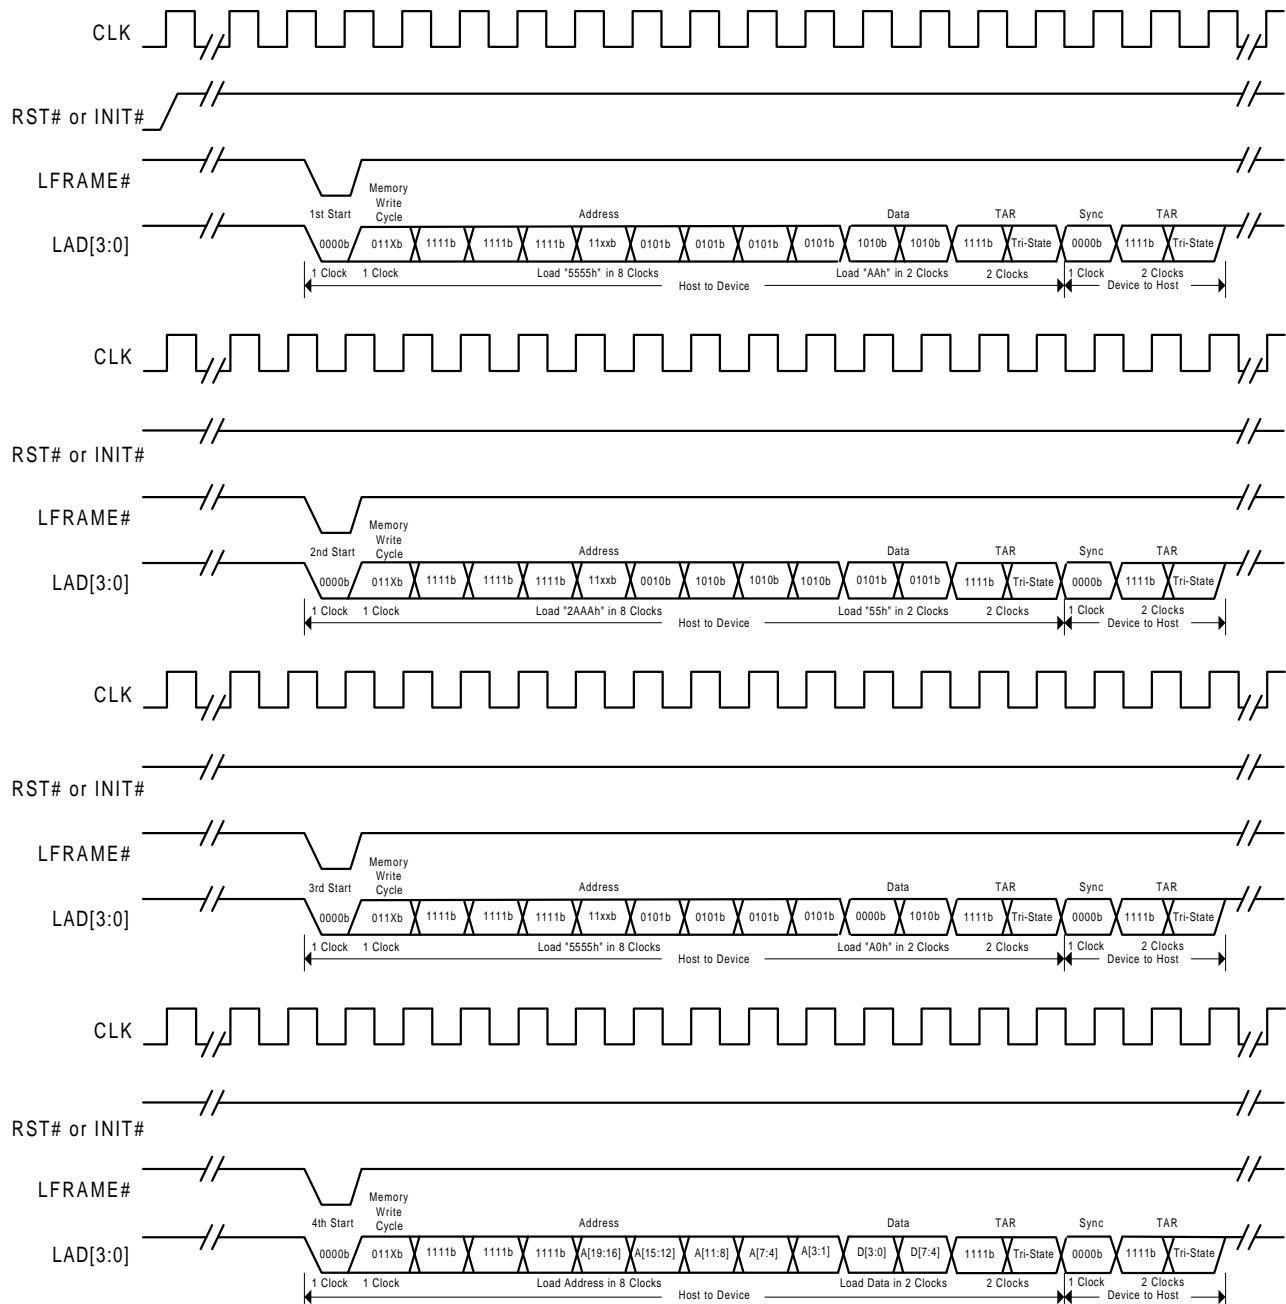 CLK
RST# or INIT#
LFRAME#
Memory
Write
Cycle
1st Start Address Data TAR Sync TAR
LAD[3:0] 0000b 011Xb 1111b 1111b 1111b 11xxb 0101b 0101b 0101b 0101b 1010b 1010b 1111b Tri-State 0000b 1111b Tri-State
1 Clock 1 Clock Load "5555h" in 8 Clocks Load "AAh" in 2 Clocks 2 Clocks 1 Clock 2 Clocks
Host to Device Device to Host
CLK
RST# or INIT#
LFRAME#
Memory
Write
Cycle
2nd Start Address Data TAR Sync TAR
LAD[3:0] 0000b 011Xb 1111b 1111b 1111b 11xxb 0010b 1010b 1010b 1010b 0101b 0101b 1111b Tri-State 0000b 1111b Tri-State
1 Clock 1 Clock Load "2AAAh" in 8 Clocks Load "55h" in 2 Clocks 2 Clocks 1 Clock 2 Clocks
Host to Device Device to Host
CLK
RST# or INIT#
LFRAME#
Memory
Write
Cycle
3rd Start Address Data TAR Sync TAR
LAD[3:0] 0000b 011Xb 1111b 1111b 1111b 11xxb 0101b 0101b 0101b 0101b 0000b 1010b 1111b Tri-State 0000b 1111b Tri-State
1 Clock 1 Clock Load "5555h" in 8 Clocks Load "A0h" in 2 Clocks 2 Clocks 1 Clock 2 Clocks
Host to Device Device to Host
CLK
RST# or INIT#
LFRAME#
Memory
Write
Cycle
4th Start Address Data TAR Sync TAR
LAD[3:0] 0000b 011Xb 1111b 1111b 1111b A[19:16] A[15:12] A[11:8] A[7:4] A[3:1] D[3:0] D[7:4] 1111b Tri-State 0000b 1111b Tri-State
1 Clock 1 Clock Load Address in 8 Clocks Load Data in 2 Clocks 2 Clocks 1 Clock 2 Clocks
Host to Device Device to Host